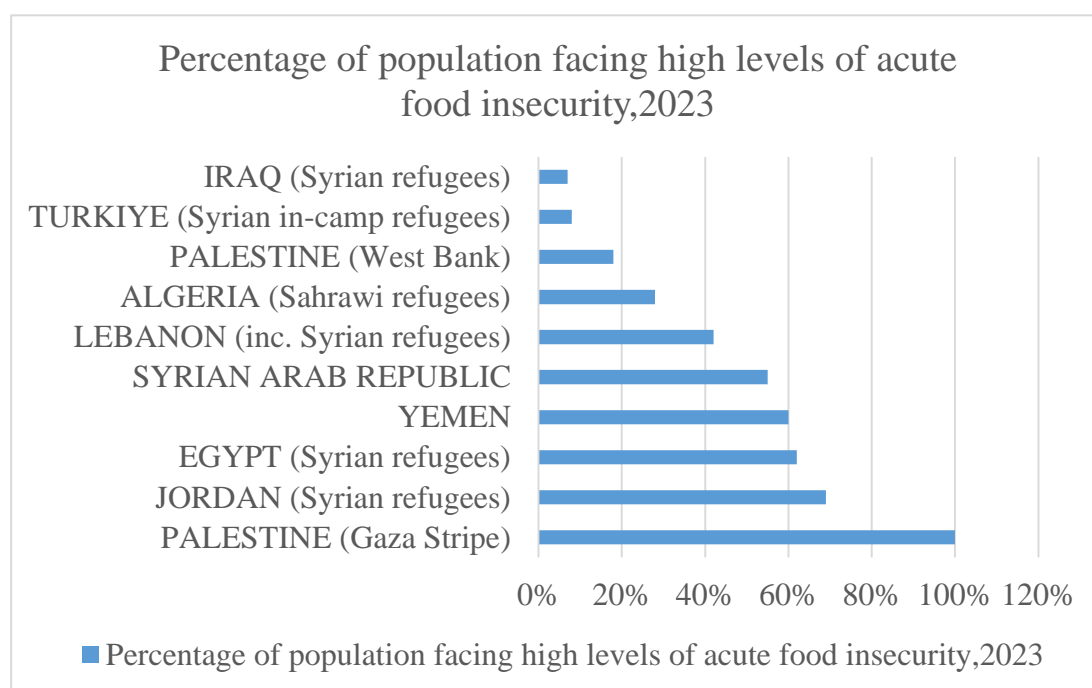 Percentage of population facing high levels of acute
food insecurity,2023
IRAQ (Syrian refugees)
TURKIYE (Syrian in-camp refugees)
PALESTINE (West Bank)
ALGERIA (Sahrawi refugees)
LEBANON (inc. Syrian refugees)
SYRIAN ARAB REPUBLIC
YEMEN
EGYPT (Syrian refugees)
JORDAN (Syrian refugees)
PALESTINE (Gaza Stripe)
0% 20% 40% 60% 80% 100% 120%
Percentage of population facing high levels of acute food insecurity,2023